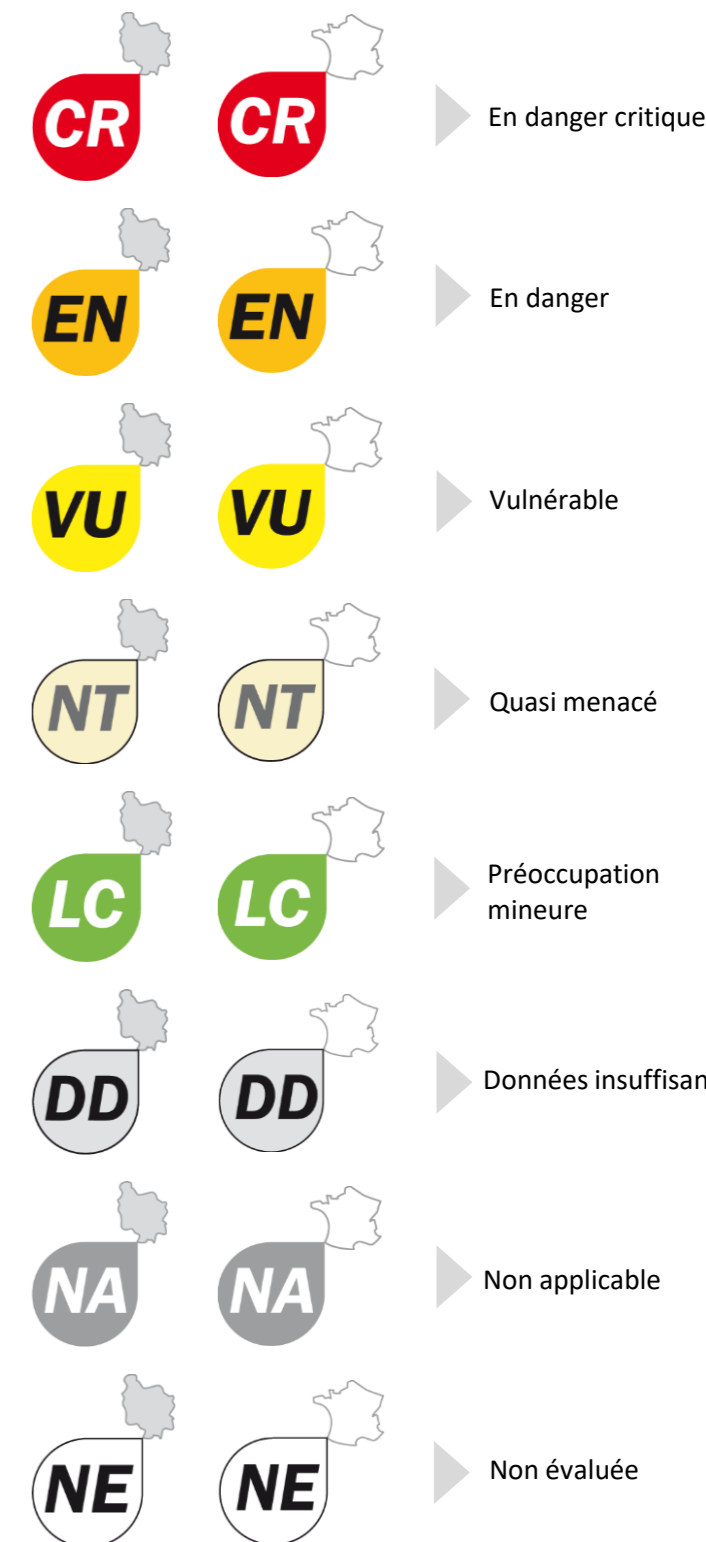 CR CR En danger critique
EN EN En danger
VU VU Vulnérable
NT NT Quasi menacé
LC LC Préoccupation
mineure
DD DD Données insuffisan
NA NA Non applicable
NE NE Non évaluée